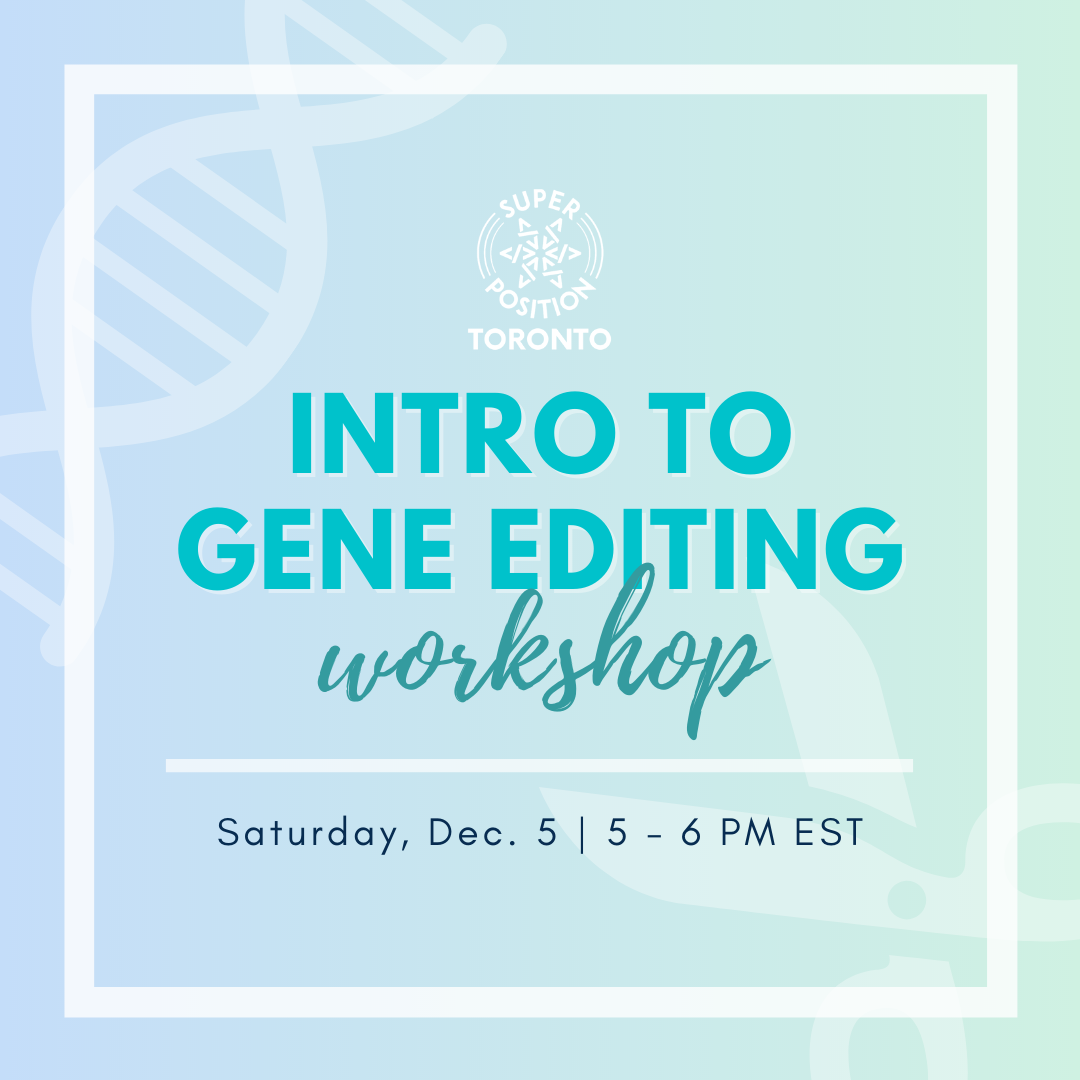 SUPER
POSITION
TORONTO
INTRO TO
GENE EDITING
workshop
Saturday, Dec. 5 | 5 - 6 PM EST